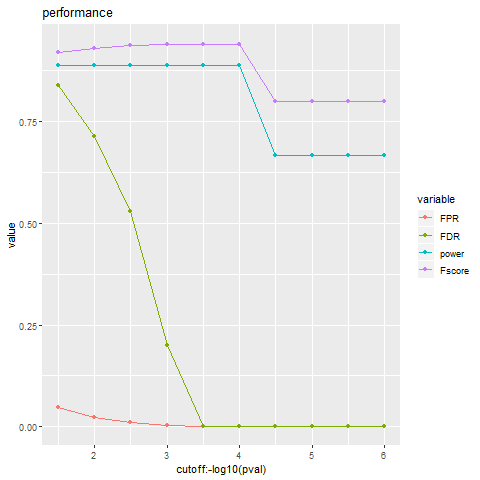 performance
value
0.75
0.50
0.25
0.00
2
3
4
5
6
cutoff:-log10(pval)
variable
FPR
FDR
power
Fscore